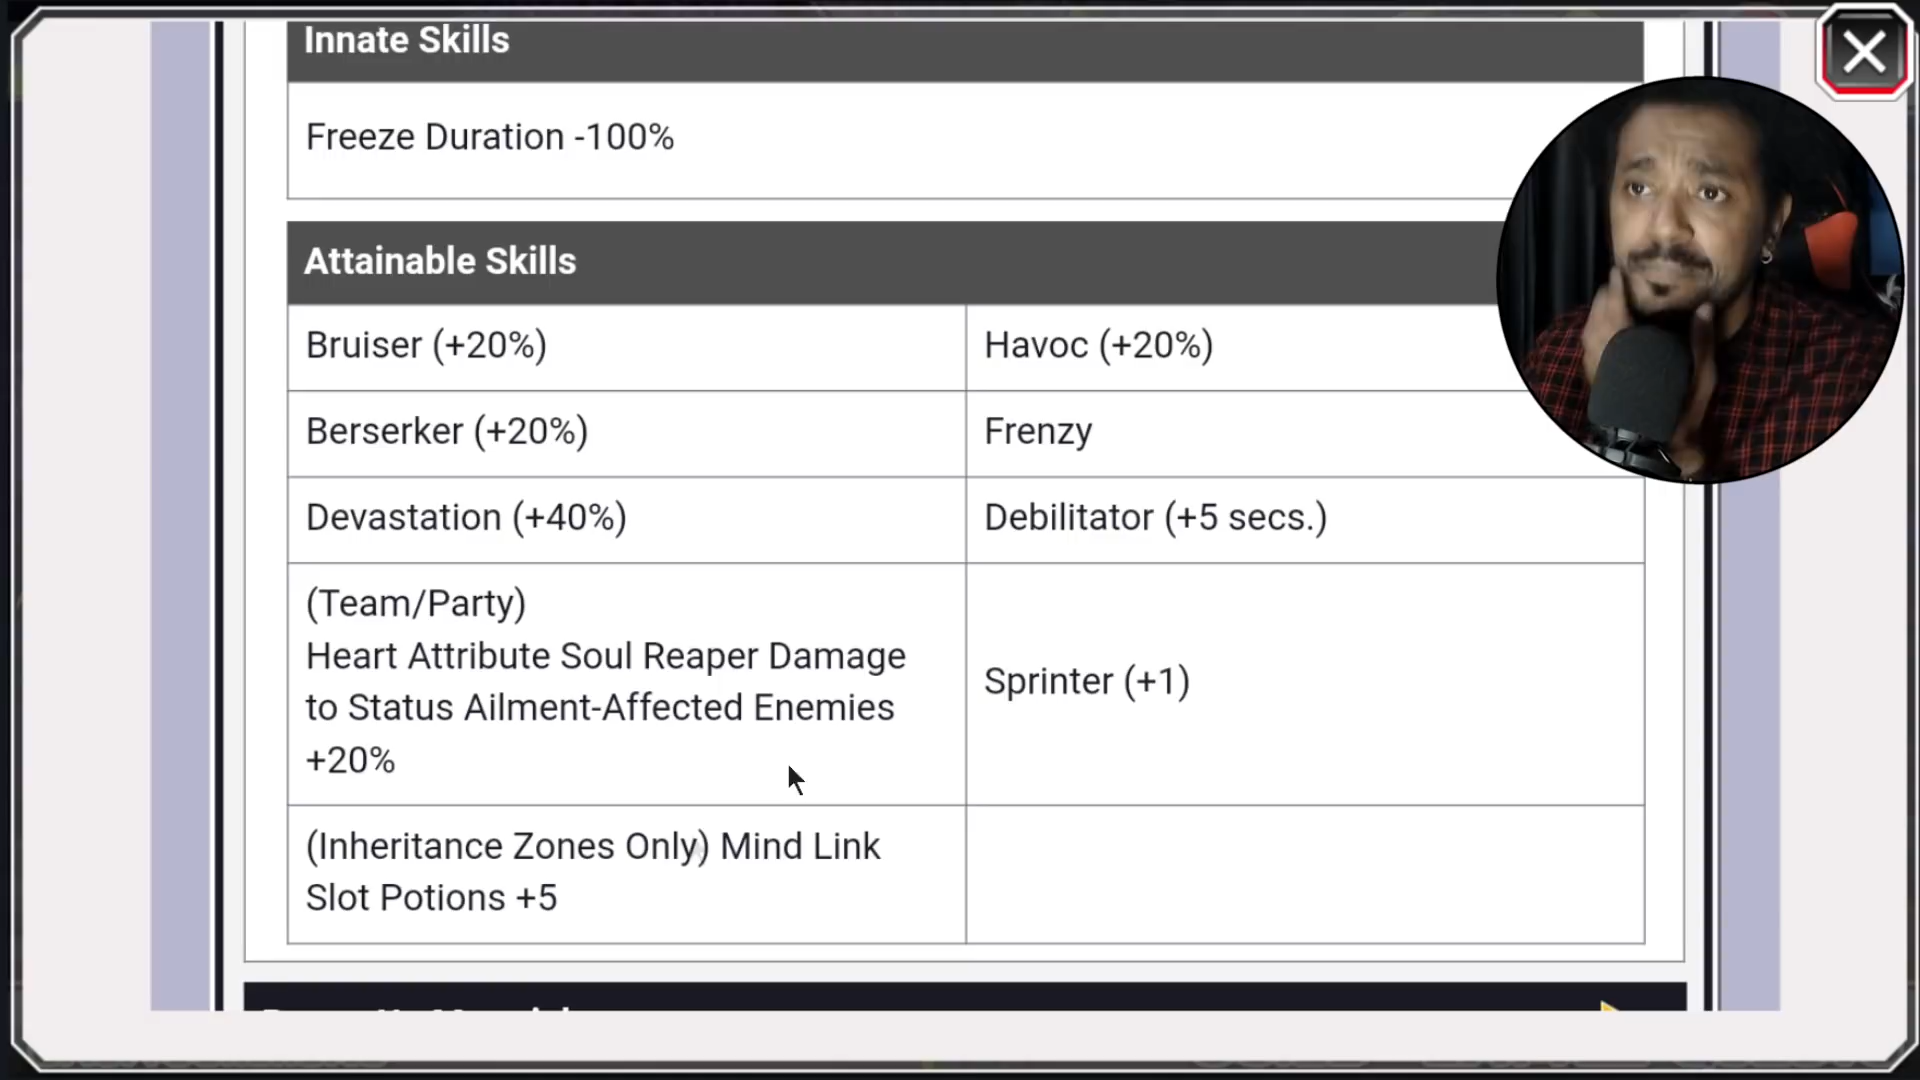 Innate Skills
Freeze Duration -100%
Attainable Skills
Bruiser (+20%)
Havoc (+20%)
Berserker (+20%)
Frenzy
Devastation (+40%)
Debilitator (+5 secs.)
(Team/Party)
Heart Attribute Soul Reaper Damage
to Status Ailment-Affected Enemies
+20%
Sprinter (+1)
(Inheritance Zones Only) Mind Link
Slot Potions +5